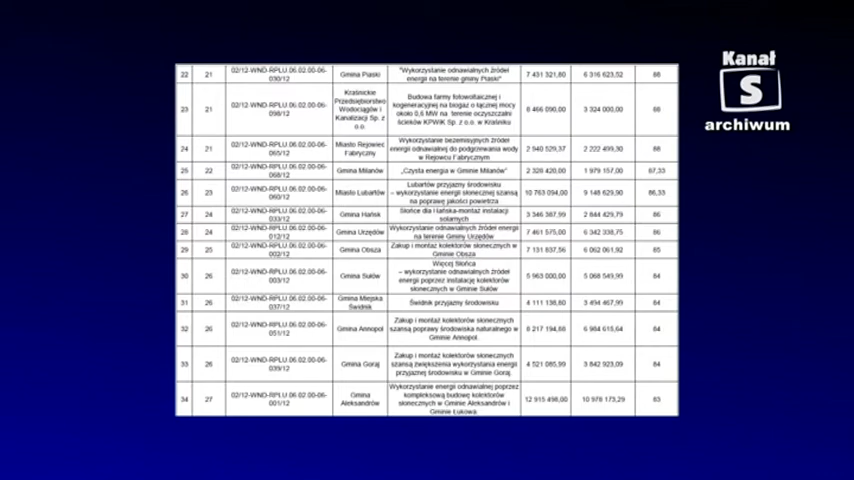 Kanał
S
archiwum
22 21 02/12-WND-RPLU.06.02.00-06-030/12 Gmina Piaski "Wykorzystanie odnawialnych źródeł energii na terenie gminy Piaski" 7 431 321,80 6 316 623,52 88
23 21 02/12-WND-RPLU.06.02.00-06-098/12 Kraśnickie Przedsiębiorstwo Wodociągów i Kanalizacji Sp. z o.o. Budowa farmy fotowoltaicznej i kogeneracyjnej na biogaz o łącznej mocy około 0,6 MW na terenie oczyszczalni ścieków KPWiK Sp. z o.o. w Kraśniku 8 466 090,00 3 324 000,00 88
24 21 02/12-WND-RPLU.06.02.00-06-065/12 Miasto Rejowiec Fabryczny Wykorzystanie bezemisyjnych źródeł energii odnawialnej do podgrzewania wody w Rejowcu Fabrycznym 2 540 529,37 2 222 499,30 88
25 22 02/12-WND-RPLU.06.02.00-06-068/12 Gmina Milanów „Czysta energia w Gminie Milanów” 2 328 420,00 1 979 157,00 87,33
26 23 02/12-WND-RPLU.06.02.00-06-060/12 Miasto Lubartów Lubartów przyjazny środowisku – wykorzystanie energii słonecznej szansą na poprawę jakości powietrza 10 763 094,00 9 148 629,90 86,33
27 24 02/12-WND-RPLU.06.02.00-06-033/12 Gmina Hańsk Słońce dla Hańska-montaż instalacji solarnych 3 346 387,99 2 844 429,79 86
28 24 02/12-WND-RPLU.06.02.00-06-012/12 Gmina Urzędów Wykorzystanie odnawialnych źródeł energii na terenie Gminy Urzędów 7 461 575,00 6 342 338,75 86
29 25 02/12-WND-RPLU.06.02.00-06-002/12 Gmina Obsza Zakup i montaż kolektorów słonecznych w Gminie Obsza 7 131 837,56 6 062 061,92 85
30 26 02/12-WND-RPLU.06.02.00-06-003/12 Gmina Sułów Więcej Słońca – wykorzystanie odnawialnych źródeł energii poprzez instalację kolektorów słonecznych w Gminie Sułów 5 963 000,00 5 068 549,99 84
31 26 02/12-WND-RPLU.06.02.00-06-037/12 Gmina Miejska Świdnik Świdnik przyjazny środowisku 4 111 138,80 3 494 467,99 84
32 26 02/12-WND-RPLU.06.02.00-06-051/12 Gmina Annopol Zakup i montaż kolektorów słonecznych szansą poprawy środowiska naturalnego w Gminie Annopol. 8 217 194,88 6 984 615,64 84
33 26 02/12-WND-RPLU.06.02.00-06-039/12 Gmina Goraj Zakup i montaż kolektorów słonecznych szansą zwiększenia wykorzystania energii przyjaznej środowisku w Gminie Goraj. 4 521 085,99 3 842 923,09 84
34 27 02/12-WND-RPLU.06.02.00-06-001/12 Gmina Aleksandrów Wykorzystanie energii odnawialnej poprzez kompleksową budowę kolektorów słonecznych w Gminie Aleksandrów i Gminie Łukowa 12 915 498,00 10 978 173,29 83